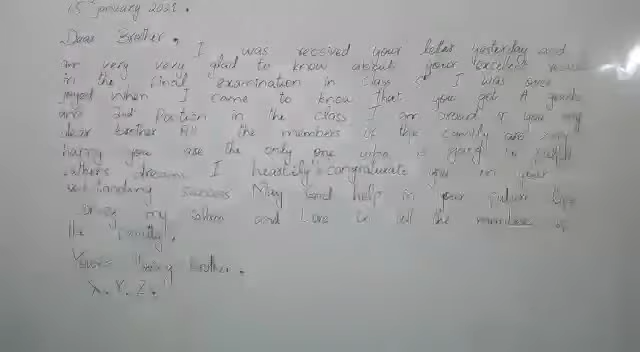 15 january 2021.
Dear Brother,
I was received your letter yesterday and
am very very glad to know about your excellent result
in the final examination in class I was over
joyed when I came to know that you got A grade
and 2nd Position in the class I am proud of you my
dear brother All the members of the family are very
happy you are the only one who is going to fulfill
fathers dream I heartily congratulate you on your
outstanding success May God help in your future life
my salam and Love to all the members of
the family.
Your loving Brother.
X.Y.Z.